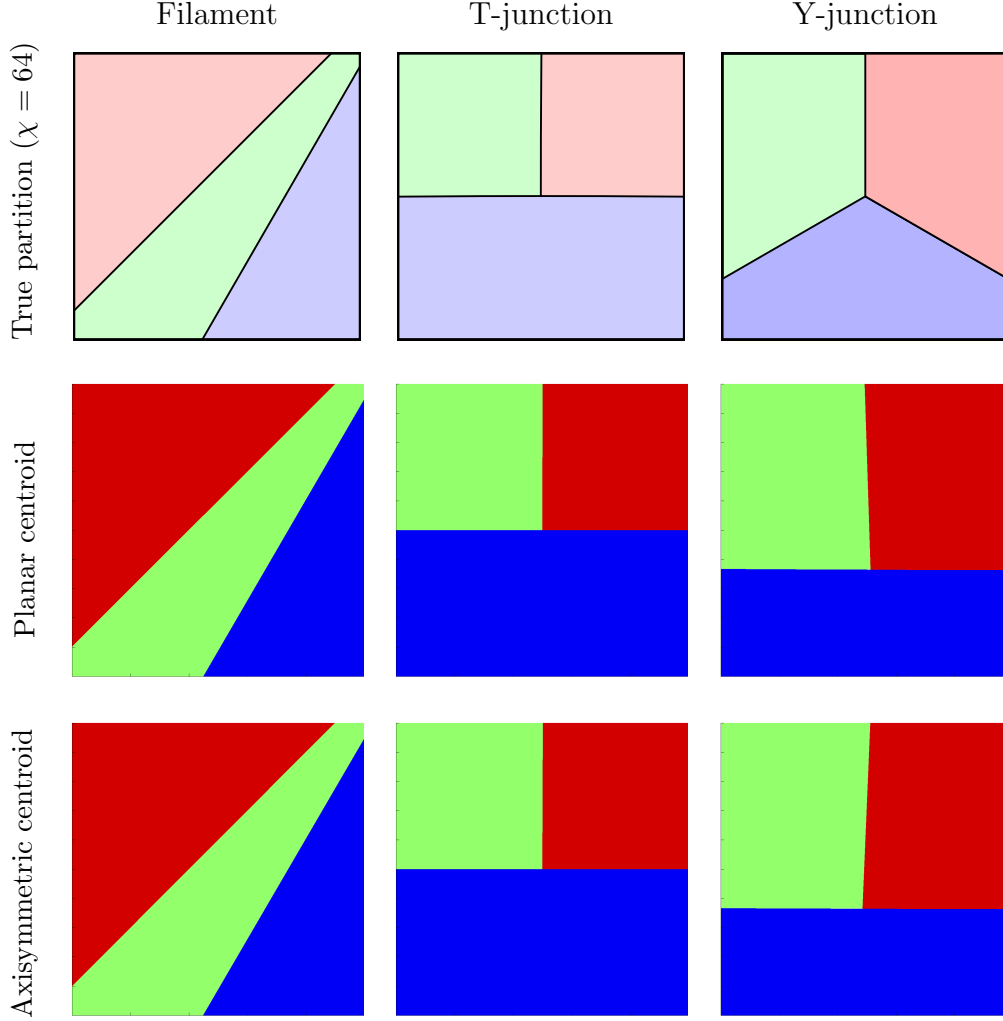 Filament
T-junction
Y-junction
True partition (χ = 64)
Planar centroid
Axisymmetric centroid